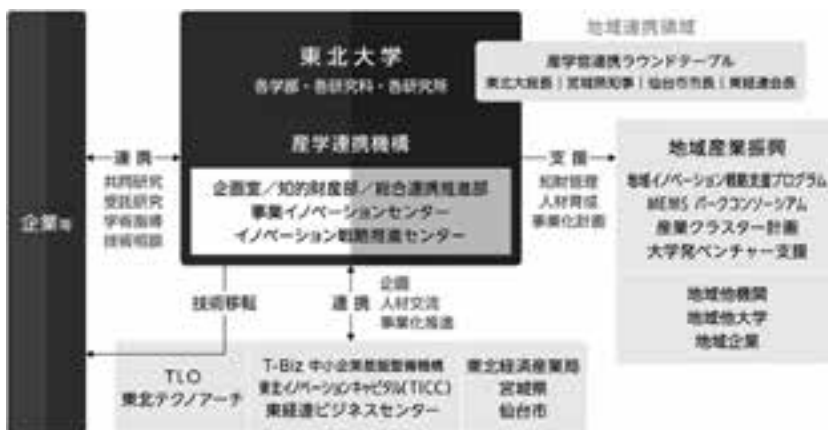 地域連携領域
東北大学
各学部・各研究科・各研究所
産学官連携ラウンドテーブル
東北大総長｜宮城県知事｜仙台市市長｜東経連会長
産学連携機構
企業等
連携
共同研究
受託研究
学術指導
技術相談
企画室／知的財産部／総合連携推進部
事業イノベーションセンター
イノベーション戦略推進センター
支援
知財管理
人材育成
事業化計画
地域産業振興
地域イノベーション戦略支援プログラム
MEMS パークコンソーシアム
産業クラスター計画
大学発ベンチャー支援
地域他機関
地域他大学
地域企業
技術移転
連携
企画
人材交流
事業化推進
TLO
東北テクノアーチ
T-Biz 中小企業基盤整備機構
東北イノベーションキャピタル(TICC)
東経連ビジネスセンター
東北経済産業局
宮城県
仙台市